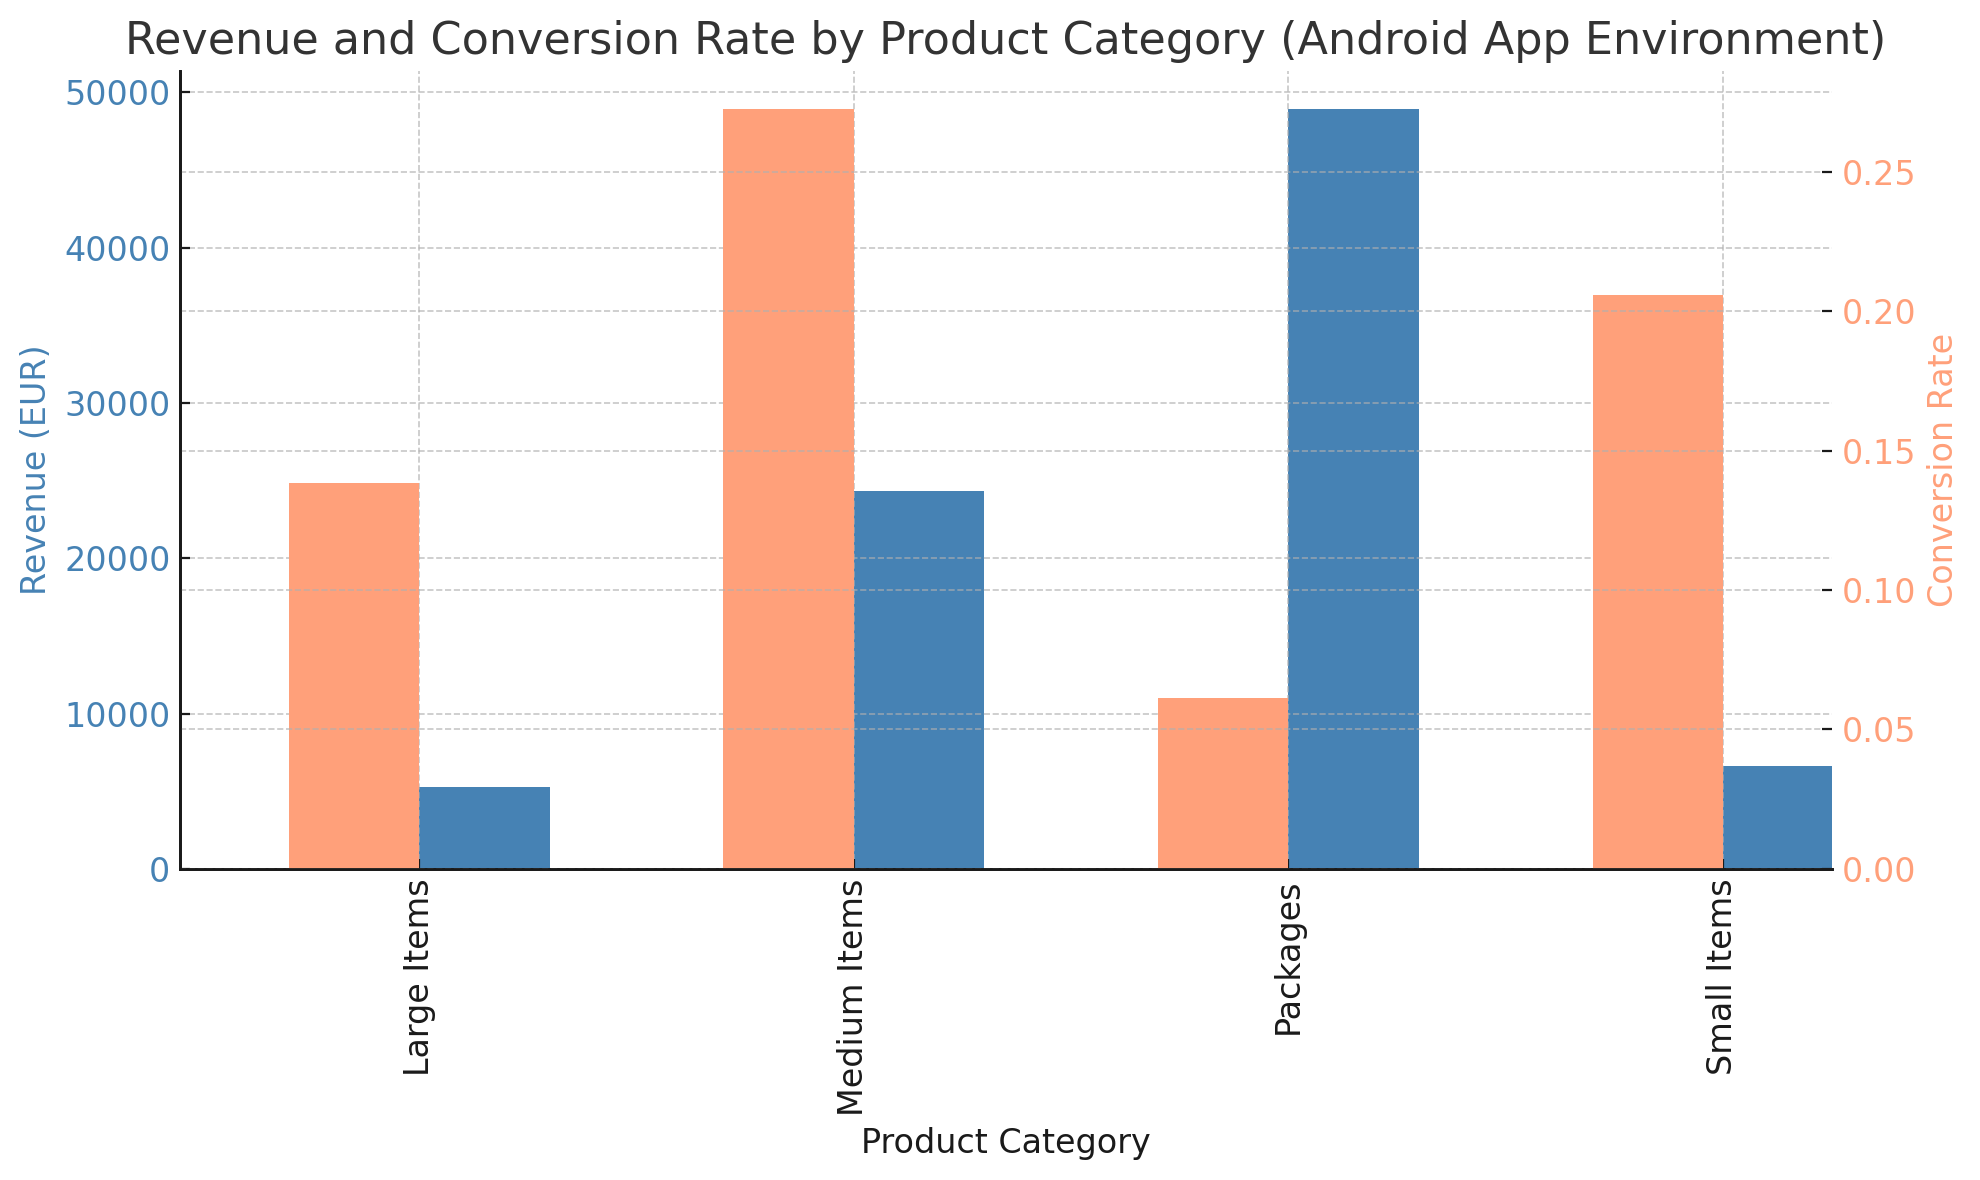 Revenue and Conversion Rate by Product Category (Android App Environment)
50000
40000
30000
20000
10000
0
Revenue (EUR)
0.25
0.20
0.15
0.10
0.05
0.00
Conversion Rate
Large Items
Medium Items
Packages
Small Items
Product Category